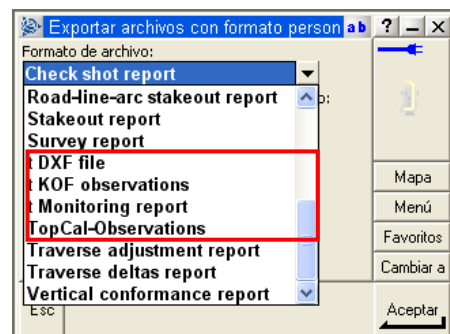 Exportar archivos con formato person ab ? _ X
Formato de archivo:
Check shot report
Road-line-arc stakeout report
o:
Stakeout report
Survey report
t DXF file
t KOF observations
t Monitoring report
TopCal-Observations
Traverse adjustment report
Traverse deltas report
Vertical conformance report
Mapa
Menú
Favoritos
Cambiar a
Esc
Aceptar